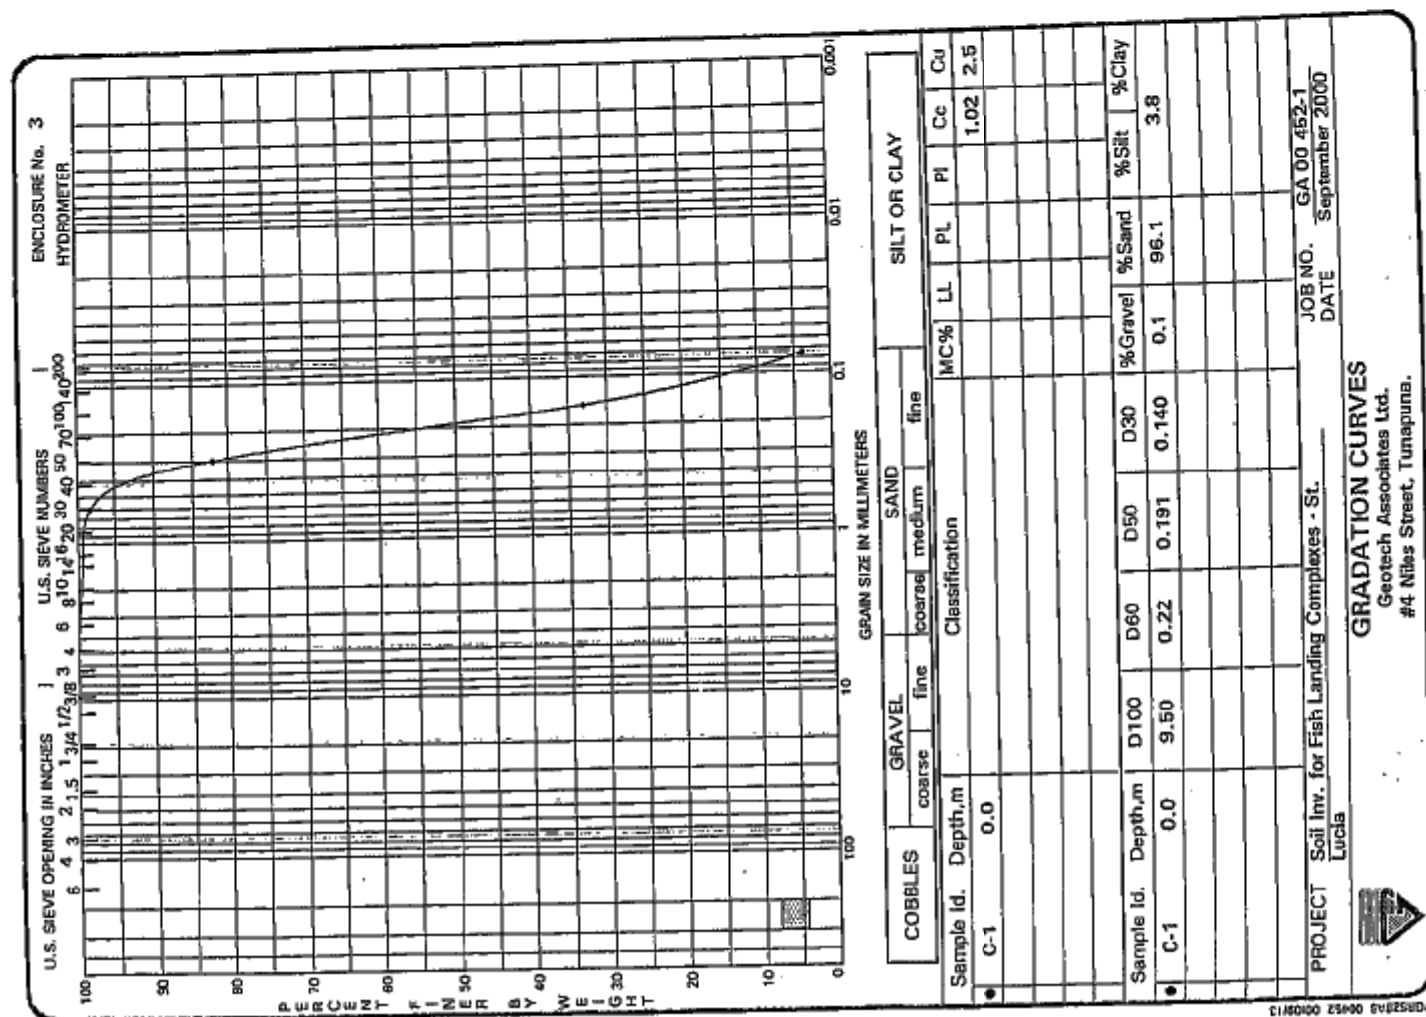 ENCLOSURE No. 3
U.S. SIEVE OPENING IN INCHES | U.S. SIEVE NUMBERS | HYDROMETER
6 4 3 2 1.5 1 3/4 1/2 3/8 3 4 6 8 10 14 16 20 30 40 50 70 100 140 200
100
90
80
70
60
50
40
30
20
10
0
PERCENT FINER BY WEIGHT
100 10 1 0.1 0.01 0.001
GRAIN SIZE IN MILLIMETERS
COBBLES GRAVEL SAND SILT OR CLAY
coarse fine coarse medium fine
Sample Id. Depth,m Classification MC% LL PL PI Cc Cu
● C-1 0.0 1.02 2.5
Sample Id. Depth,m D100 D60 D50 D30 %Gravel %Sand %Silt %Clay
● C-1 0.0 9.50 0.22 0.191 0.140 0.1 96.1 3.8
PROJECT Soil Inv. for Fish Landing Complexes - St. Lucia
JOB NO. GA 00 452-1
DATE September 2000
GRADATION CURVES
Geotech Associates Ltd.
#4 Niles Street, Tunapuna.